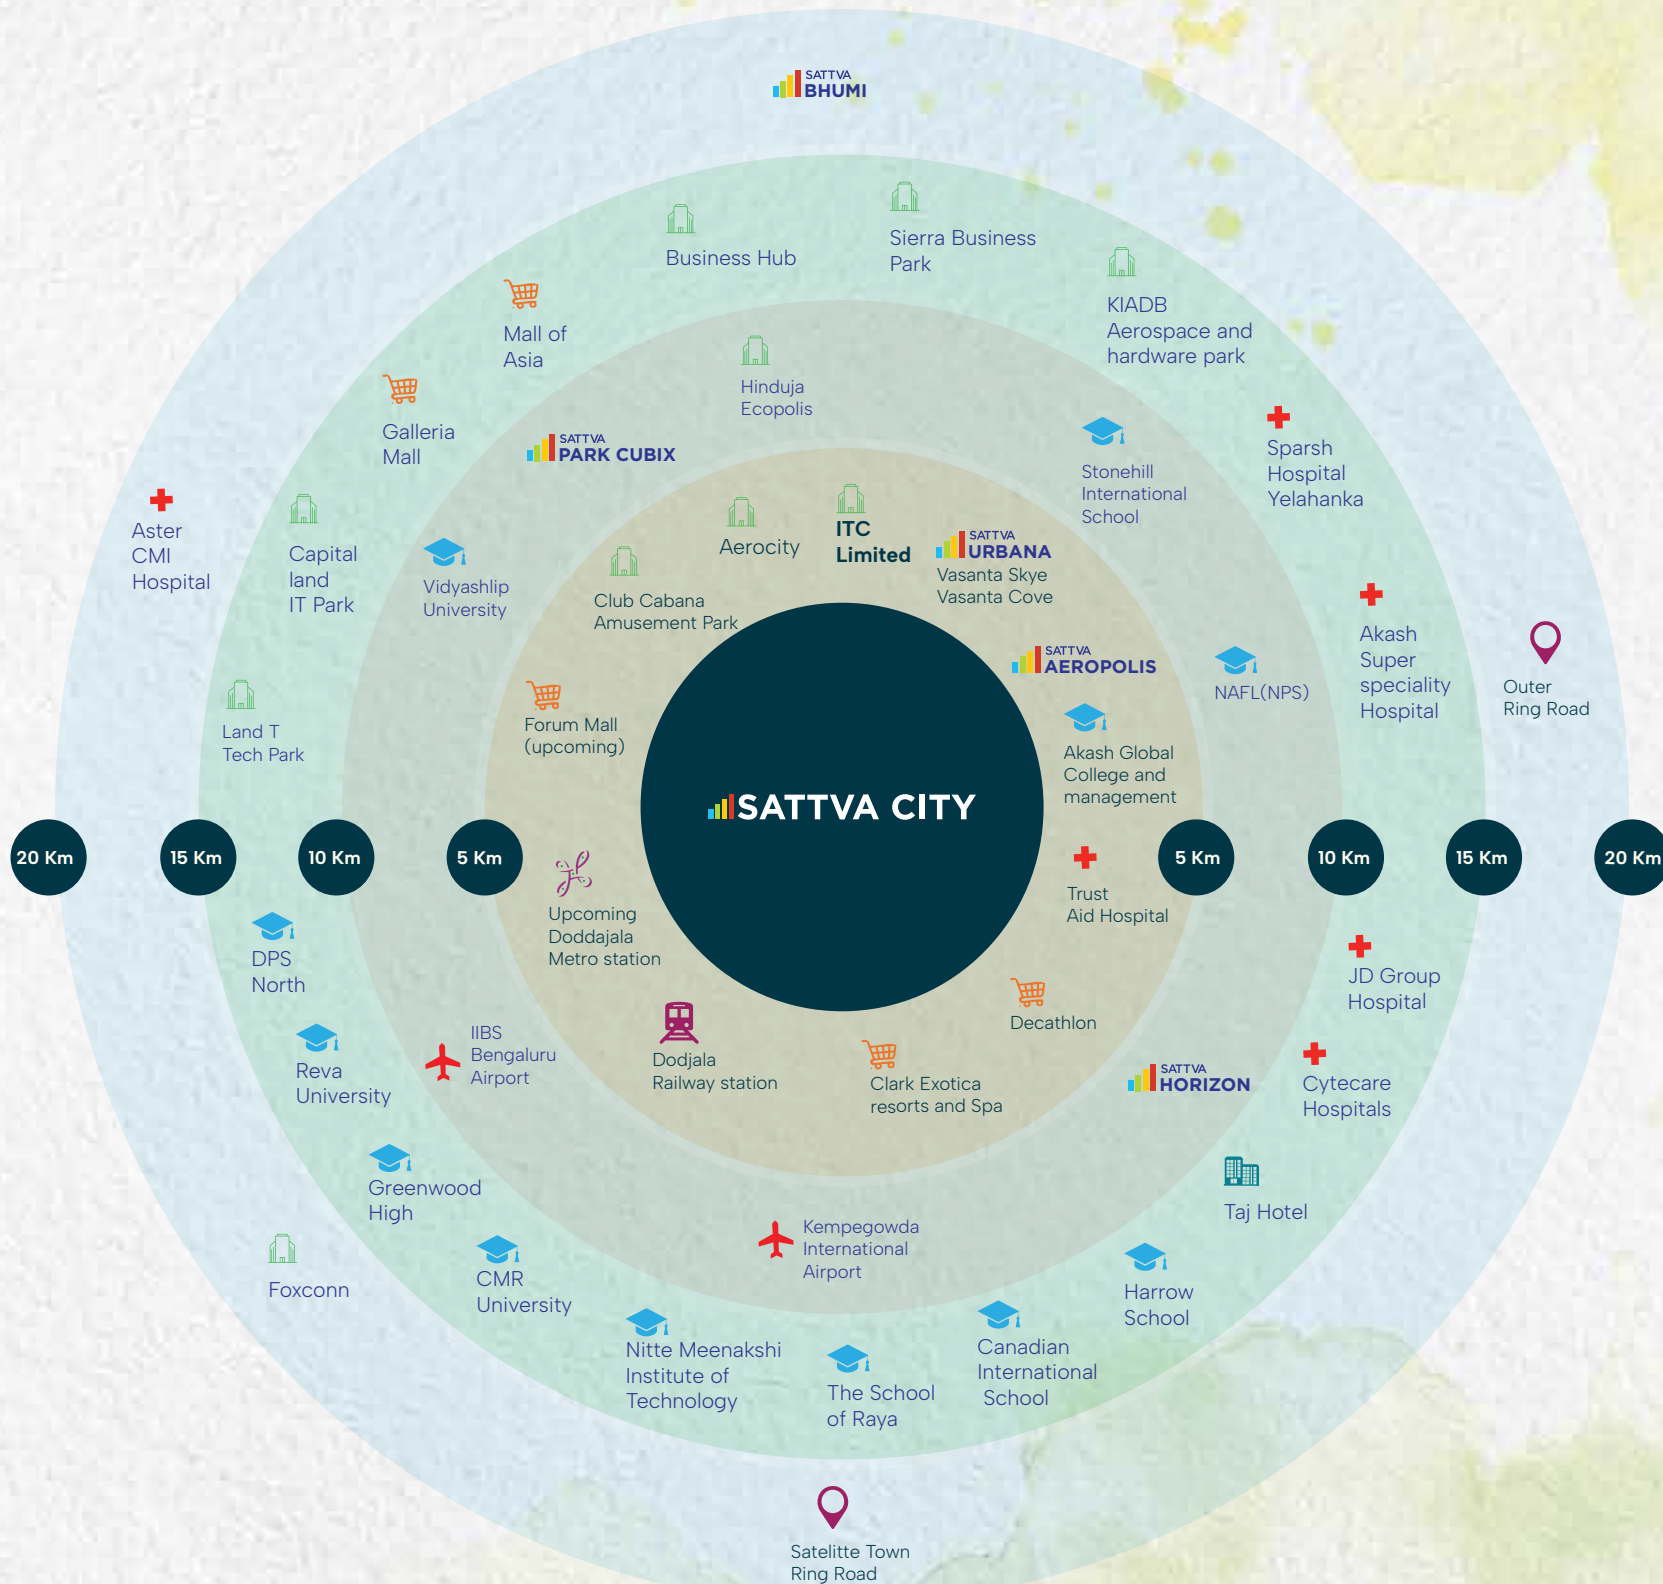 SATTVA
BHUMI
Business Hub
Sierra Business
Park
KIADB
Aerospace and
hardware park
Mall of
Asia
Hinduja
Ecopolis
Galleria
Mall
SATTVA
PARK CUBIX
Stonehill
International
School
Sparsh
Hospital
Yelahanka
Aster
CMI
Hospital
Capital
land
IT Park
Vidyashlip
University
Club Cabana
Amusement Park
Aerocity
ITC
Limited
SATTVA
URBANA
Vasanta Skye
Vasanta Cove
SATTVA
AEROPOLIS
NAFL(NPS)
Akash
Super
speciality
Hospital
Outer
Ring Road
Land T
Tech Park
Forum Mall
(upcoming)
Akash Global
College and
management
SATTVA CITY
20 Km
15 Km
10 Km
5 Km
5 Km
10 Km
15 Km
20 Km
Upcoming
Doddajala
Metro station
Trust
Aid Hospital
DPS
North
JD Group
Hospital
Reva
University
IIBS
Bengaluru
Airport
Dodjala
Railway station
Clark Exotica
resorts and Spa
Decathlon
SATTVA
HORIZON
Cytecare
Hospitals
Greenwood
High
Taj Hotel
Foxconn
CMR
University
Kempegowda
International
Airport
Harrow
School
Nitte Meenakshi
Institute of
Technology
The School
of Raya
Canadian
International
School
Satelitte Town
Ring Road